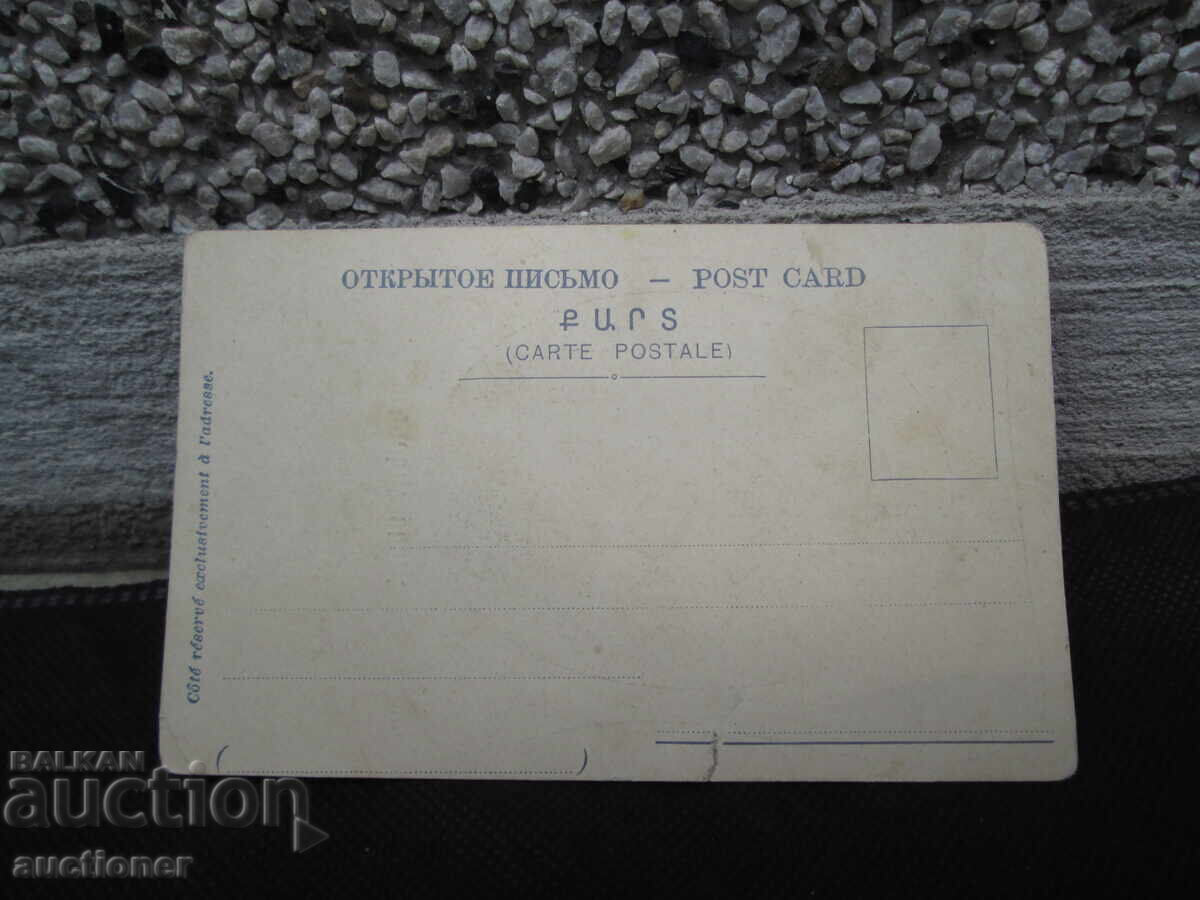 ОТКРЫТОЕ ПИСЬМО — POST CARD
ՔԱՐՏ
(CARTE POSTALE)
Côté réservé exclusivement à l'adresse.
BALKAN
auction
auctioner